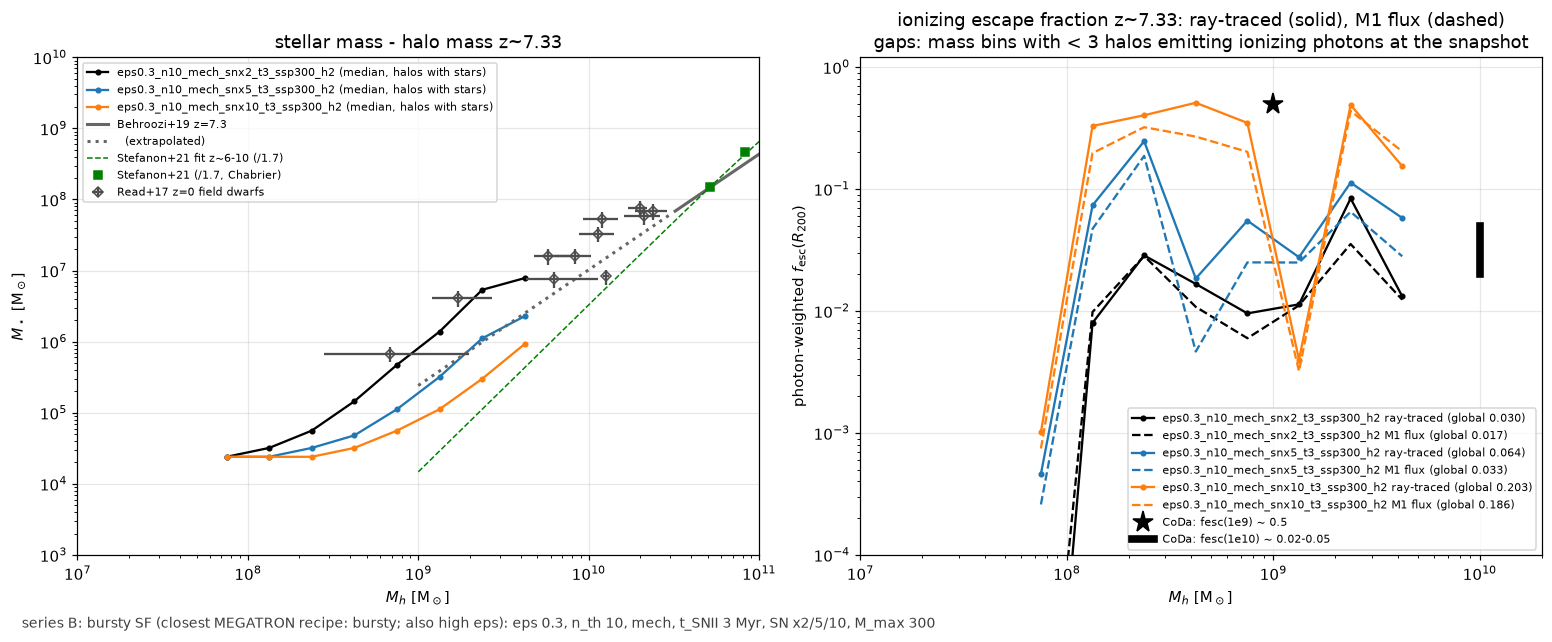 stellar mass - halo mass z~7.33
10^10
10^9
10^8
10^7
10^6
10^5
10^4
10^3
M⋆ [M⊙]
eps0.3_n10_mech_snx2_t3_ssp300_h2 (median, halos with stars)
eps0.3_n10_mech_snx5_t3_ssp300_h2 (median, halos with stars)
eps0.3_n10_mech_snx10_t3_ssp300_h2 (median, halos with stars)
Behroozi+19 z=7.3
(extrapolated)
Stefanon+21 fit z~6-10 (/1.7)
Stefanon+21 (/1.7, Chabrier)
Read+17 z=0 field dwarfs
10^7 10^8 10^9 10^10 10^11
M_h [M⊙]
ionizing escape fraction z~7.33: ray-traced (solid), M1 flux (dashed)
gaps: mass bins with < 3 halos emitting ionizing photons at the snapshot
10^0
10^−1
10^−2
10^−3
10^−4
photon-weighted f_esc(R_200)
eps0.3_n10_mech_snx2_t3_ssp300_h2 ray-traced (global 0.030)
eps0.3_n10_mech_snx2_t3_ssp300_h2 M1 flux (global 0.017)
eps0.3_n10_mech_snx5_t3_ssp300_h2 ray-traced (global 0.064)
eps0.3_n10_mech_snx5_t3_ssp300_h2 M1 flux (global 0.033)
eps0.3_n10_mech_snx10_t3_ssp300_h2 ray-traced (global 0.203)
eps0.3_n10_mech_snx10_t3_ssp300_h2 M1 flux (global 0.186)
CoDa: fesc(1e9) ~ 0.5
CoDa: fesc(1e10) ~ 0.02-0.05
10^7 10^8 10^9 10^10
M_h [M⊙]
series B: bursty SF (closest MEGATRON recipe: bursty; also high eps): eps 0.3, n_th 10, mech, t_SNII 3 Myr, SN x2/5/10, M_max 300